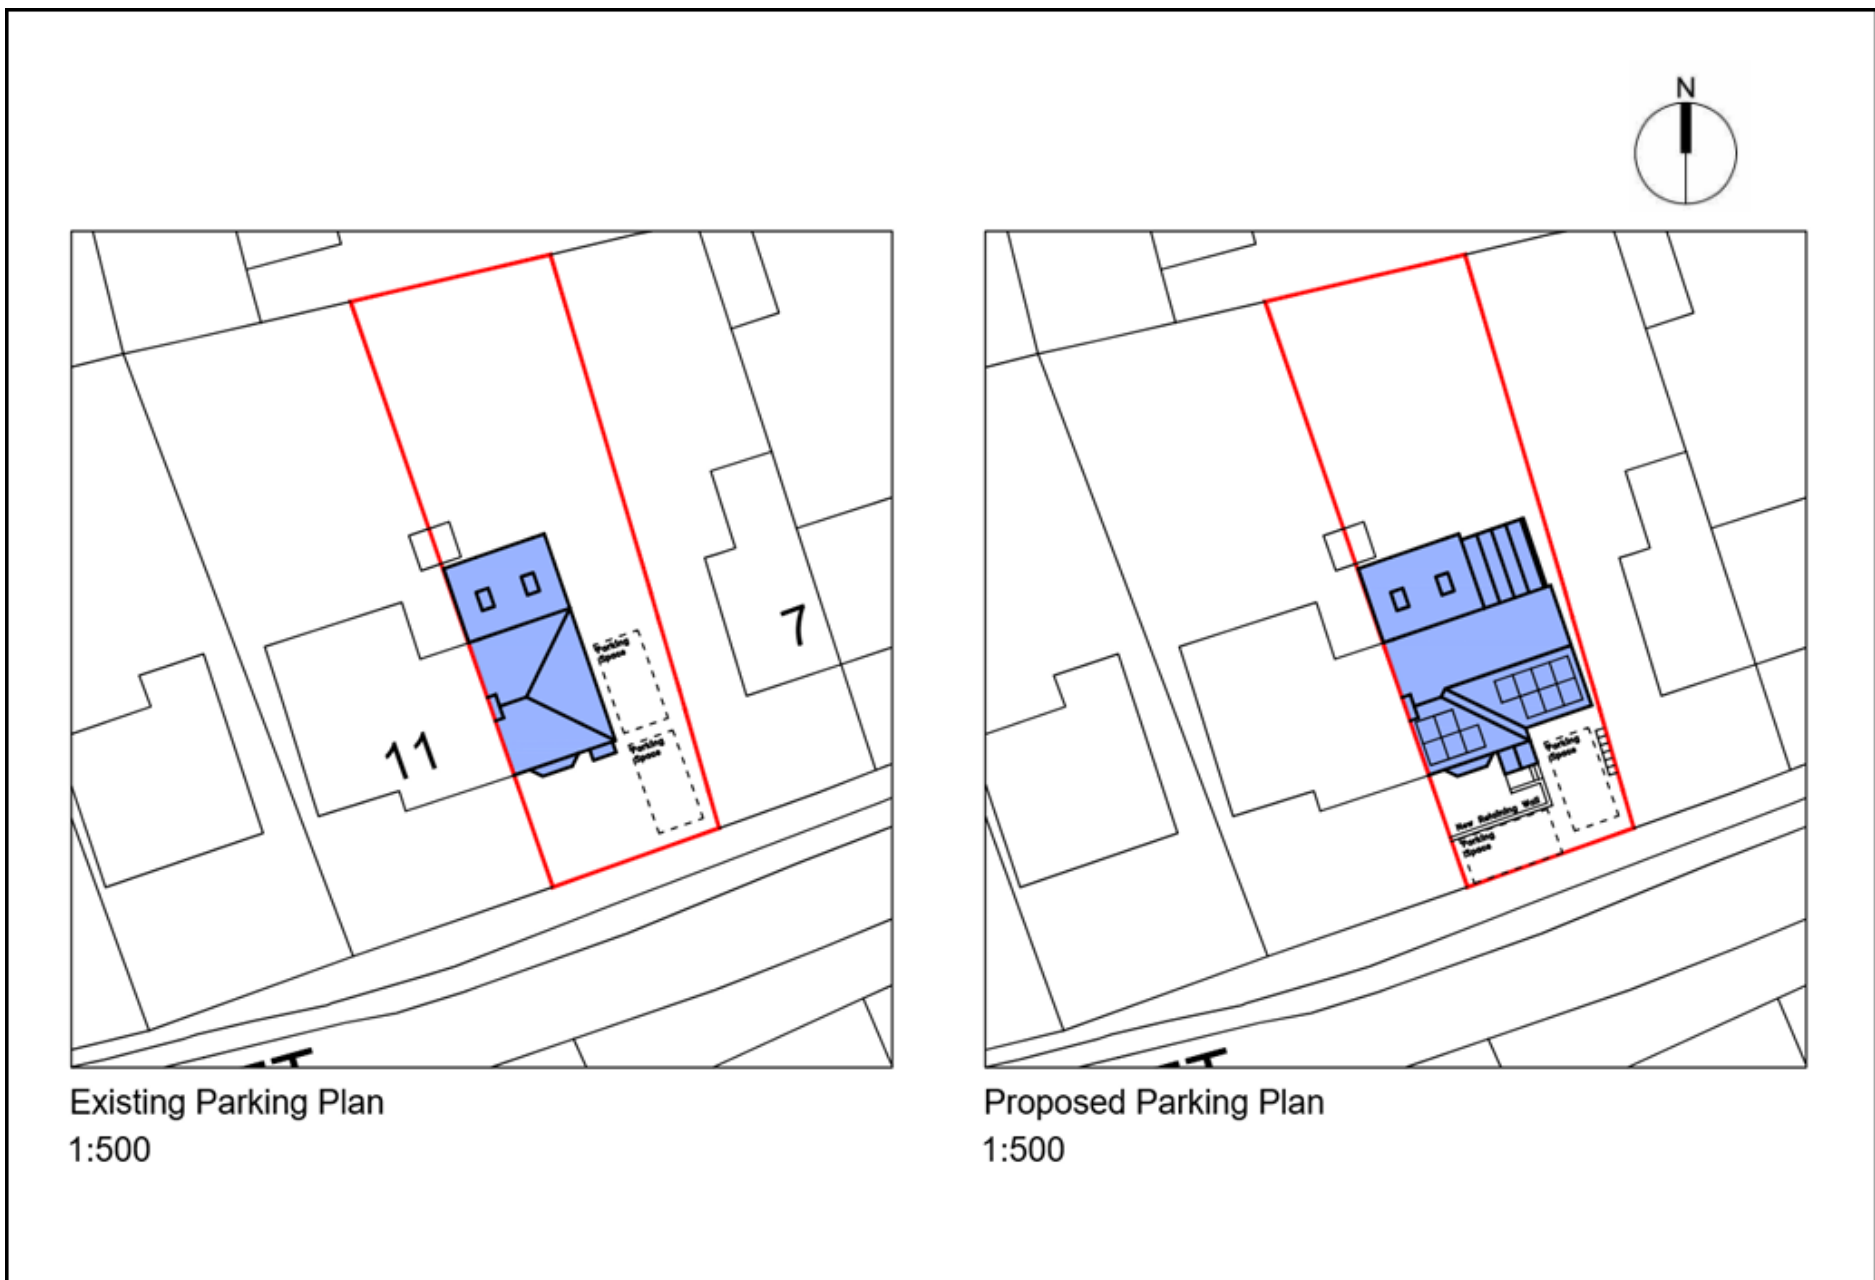 N
Parking
Space
Parking
Space
7
11
Parking
Space
New Retaining Wall
Parking
Space
Existing Parking Plan
1:500
Proposed Parking Plan
1:500